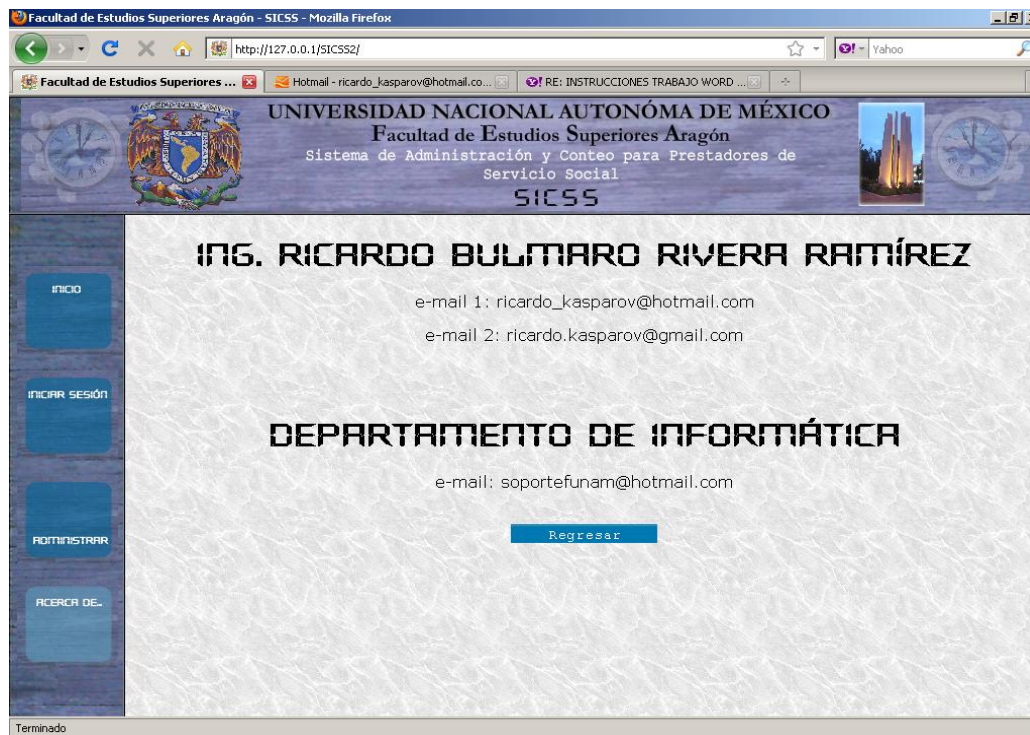 Facultad de Estudios Superiores Aragón - SICSS - Mozilla Firefox
http://127.0.0.1/SICSS2/
Yahoo
Facultad de Estudios Superiores ...
Hotmail - ricardo_kasparov@hotmail.co...
RE: INSTRUCCIONES TRABAJO WORD ...
UNIVERSIDAD NACIONAL AUTONÓMA DE MÉXICO
Facultad de Estudios Superiores Aragón
Sistema de Administración y Conteo para Prestadores de
Servicio Social
SICSS
INICIO
INICIAR SESIÓN
ADMINISTRAR
ACERCA DE..
ING. RICARDO BULMARO RIVERA RAMÍREZ
e-mail 1: ricardo_kasparov@hotmail.com
e-mail 2: ricardo.kasparov@gmail.com
DEPARTAMENTO DE INFORMÁTICA
e-mail: soportefunam@hotmail.com
Regresar
Terminado